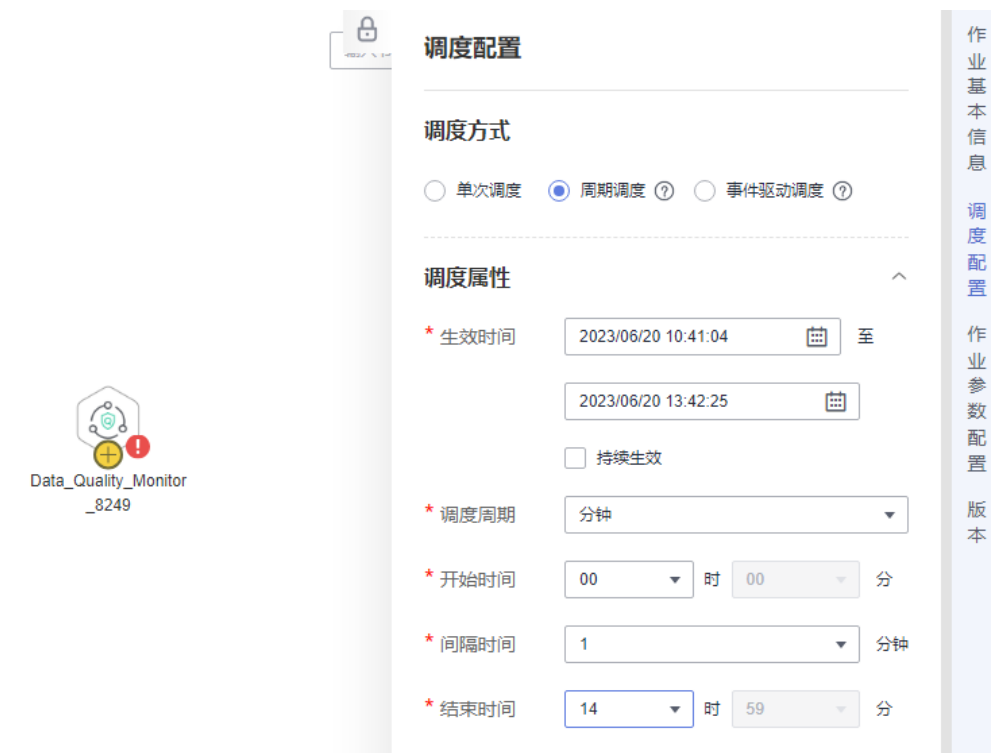 调度配置
调度方式
单次调度 周期调度 事件驱动调度
调度属性
* 生效时间 2023/06/20 10:41:04 至
2023/06/20 13:42:25
持续生效
* 调度周期 分钟
* 开始时间 00 时 00 分
* 间隔时间 1 分钟
* 结束时间 14 时 59 分
Data_Quality_Monitor
_8249
作业基本信息
调度配置
作业参数配置
版本